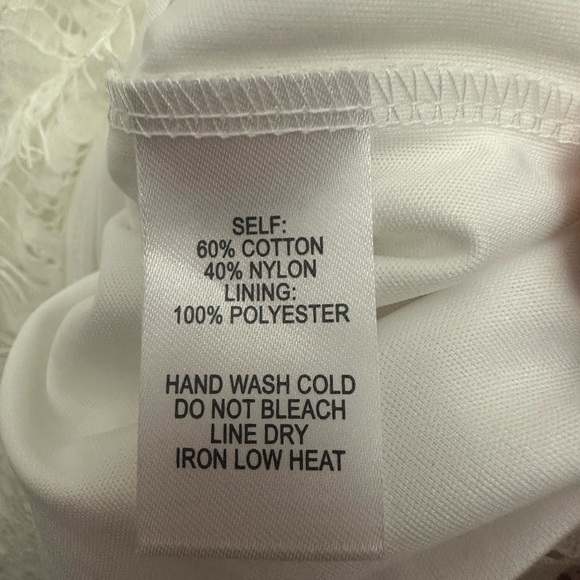 SELF:
60% COTTON
40% NYLON
LINING:
100% POLYESTER
HAND WASH COLD
DO NOT BLEACH
LINE DRY
IRON LOW HEAT